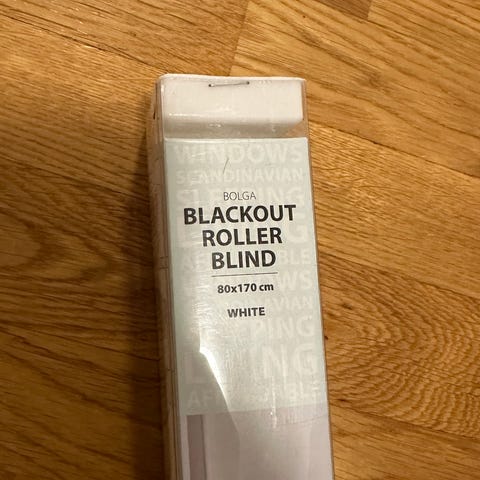 WINDOWS
SCANDINAVIAN
BOLGA
BLACKOUT
ROLLER
BLIND
80x170 cm
WHITE